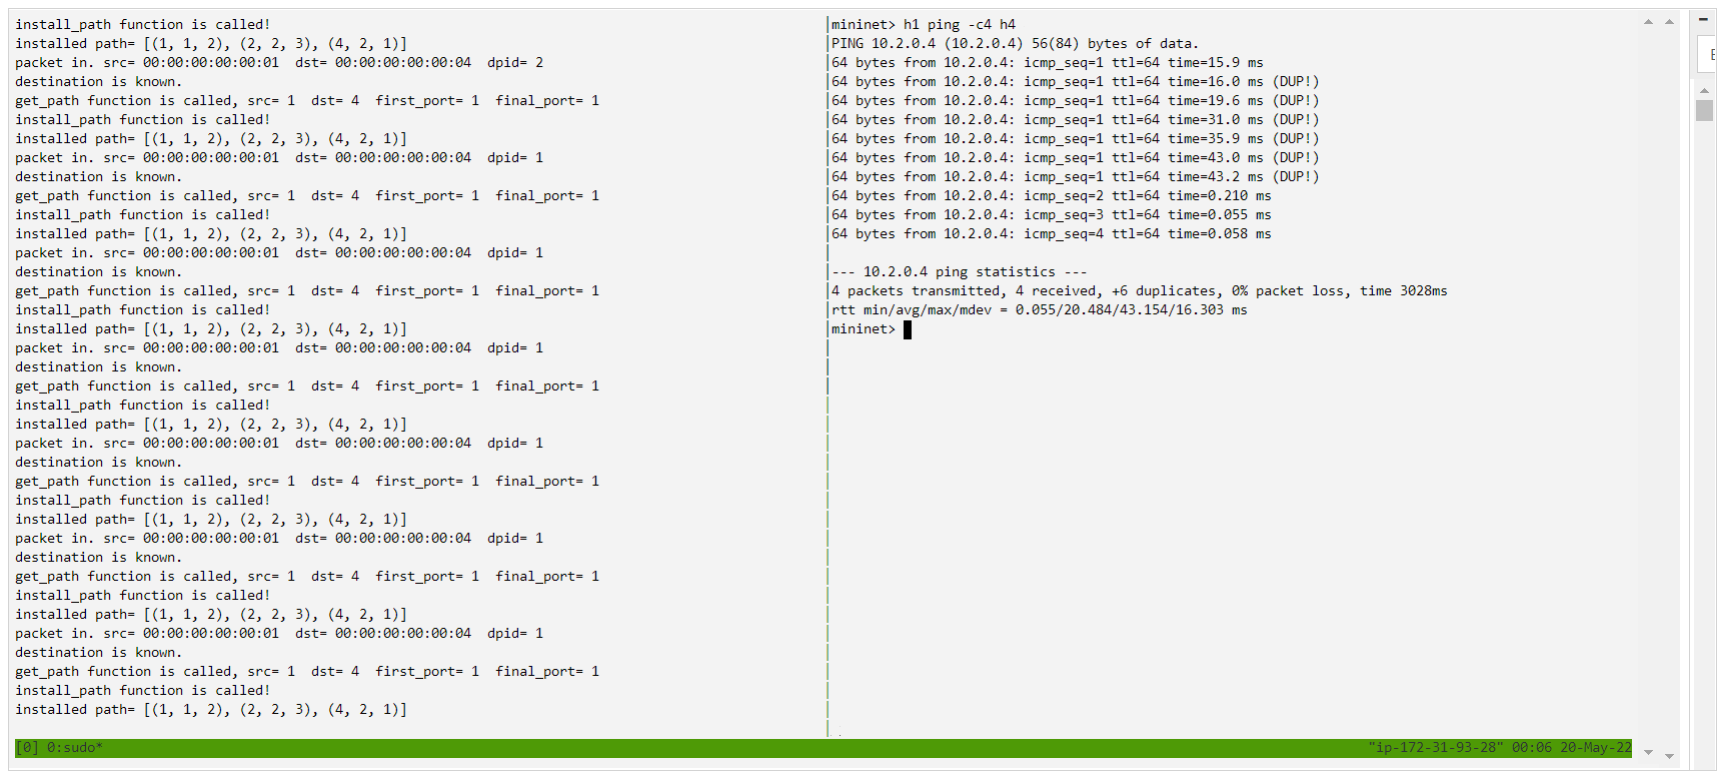 install_path function is called!
installed path= [(1, 1, 2), (2, 2, 3), (4, 2, 1)]
packet in. src= 00:00:00:00:00:01  dst= 00:00:00:00:00:04  dpid= 2
destination is known.
get_path function is called, src= 1  dst= 4  first_port= 1  final_port= 1
install_path function is called!
installed path= [(1, 1, 2), (2, 2, 3), (4, 2, 1)]
packet in. src= 00:00:00:00:00:01  dst= 00:00:00:00:00:04  dpid= 1
destination is known.
get_path function is called, src= 1  dst= 4  first_port= 1  final_port= 1
install_path function is called!
installed path= [(1, 1, 2), (2, 2, 3), (4, 2, 1)]
packet in. src= 00:00:00:00:00:01  dst= 00:00:00:00:00:04  dpid= 1
destination is known.
get_path function is called, src= 1  dst= 4  first_port= 1  final_port= 1
install_path function is called!
installed path= [(1, 1, 2), (2, 2, 3), (4, 2, 1)]
packet in. src= 00:00:00:00:00:01  dst= 00:00:00:00:00:04  dpid= 1
destination is known.
get_path function is called, src= 1  dst= 4  first_port= 1  final_port= 1
install_path function is called!
installed path= [(1, 1, 2), (2, 2, 3), (4, 2, 1)]
packet in. src= 00:00:00:00:00:01  dst= 00:00:00:00:00:04  dpid= 1
destination is known.
get_path function is called, src= 1  dst= 4  first_port= 1  final_port= 1
install_path function is called!
installed path= [(1, 1, 2), (2, 2, 3), (4, 2, 1)]
packet in. src= 00:00:00:00:00:01  dst= 00:00:00:00:00:04  dpid= 1
destination is known.
get_path function is called, src= 1  dst= 4  first_port= 1  final_port= 1
install_path function is called!
installed path= [(1, 1, 2), (2, 2, 3), (4, 2, 1)]
packet in. src= 00:00:00:00:00:01  dst= 00:00:00:00:00:04  dpid= 1
destination is known.
get_path function is called, src= 1  dst= 4  first_port= 1  final_port= 1
install_path function is called!
installed path= [(1, 1, 2), (2, 2, 3), (4, 2, 1)]
mininet> h1 ping -c4 h4
PING 10.2.0.4 (10.2.0.4) 56(84) bytes of data.
64 bytes from 10.2.0.4: icmp_seq=1 ttl=64 time=15.9 ms
64 bytes from 10.2.0.4: icmp_seq=1 ttl=64 time=16.0 ms (DUP!)
64 bytes from 10.2.0.4: icmp_seq=1 ttl=64 time=19.6 ms (DUP!)
64 bytes from 10.2.0.4: icmp_seq=1 ttl=64 time=31.0 ms (DUP!)
64 bytes from 10.2.0.4: icmp_seq=1 ttl=64 time=35.9 ms (DUP!)
64 bytes from 10.2.0.4: icmp_seq=1 ttl=64 time=43.0 ms (DUP!)
64 bytes from 10.2.0.4: icmp_seq=1 ttl=64 time=43.2 ms (DUP!)
64 bytes from 10.2.0.4: icmp_seq=2 ttl=64 time=0.210 ms
64 bytes from 10.2.0.4: icmp_seq=3 ttl=64 time=0.055 ms
64 bytes from 10.2.0.4: icmp_seq=4 ttl=64 time=0.058 ms
--- 10.2.0.4 ping statistics ---
4 packets transmitted, 4 received, +6 duplicates, 0% packet loss, time 3028ms
rtt min/avg/max/mdev = 0.055/20.484/43.154/16.303 ms
mininet>
[0] 0:sudo*
"ip-172-31-93-28" 00:06 20-May-22